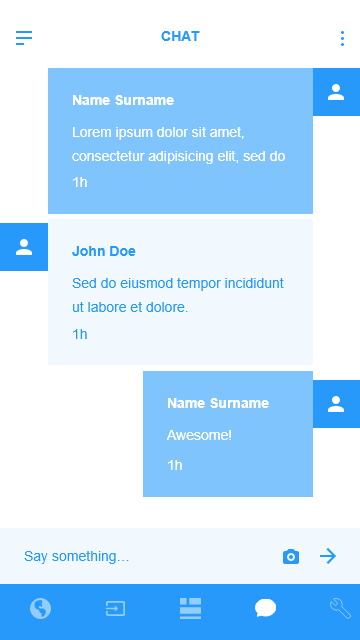 CHAT
Name Surname
Lorem ipsum dolor sit amet,
consectetur adipisicing elit, sed do
1h
John Doe
Sed do eiusmod tempor incididunt
ut labore et dolore.
1h
Name Surname
Awesome!
1h
Say something...